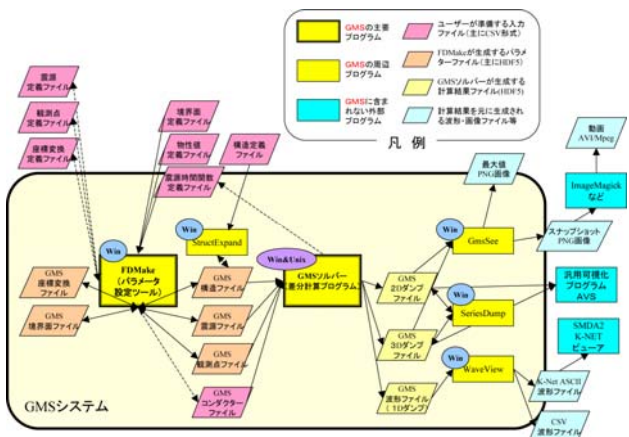 GMSの主要
プログラム
GMSの周辺
プログラム
GMSに含ま
れない外部
プログラム
ユーザーが準備する入力
ファイル(主にCSV形式)
FDMakeが生成するパラメ
ターファイル(主にHDF5)
GMSソルバーが生成する
計算結果ファイル(HDF5)
計算結果を元に生成され
る波形・画像ファイル等
凡 例
震源
定義ファイル
観測点
定義ファイル
座標変換
定義ファイル
境界面
定義ファイル
物性値
定義ファイル
構造定義
ファイル
震源時間関数
定義ファイル
最大値
PNG画像
動画
AVI/Mpeg
ImageMagick
など
スナップショット
PNG画像
Win
FDMake
(パラメータ
設定ツール)
Win
StructExpand
Win&Unix
GMSソルバー
(差分計算プログラム)
Win
GmsSee
Win
SeriesDump
Win
WaveView
GMS
座標変換
ファイル
GMS
境界面ファイル
GMS
構造ファイル
GMS
震源ファイル
GMS
観測点ファイル
GMS
コンダクター
ファイル
GMS
2Dダンプ
ファイル
GMS
3Dダンプ
ファイル
GMS
波形ファイル
(1Dダンプ)
汎用可視化
プログラム
AVS
SMDA2
K-NET
ビューア
K-Net ASCII
波形ファイル
CSV
波形ファイル
GMSシステム